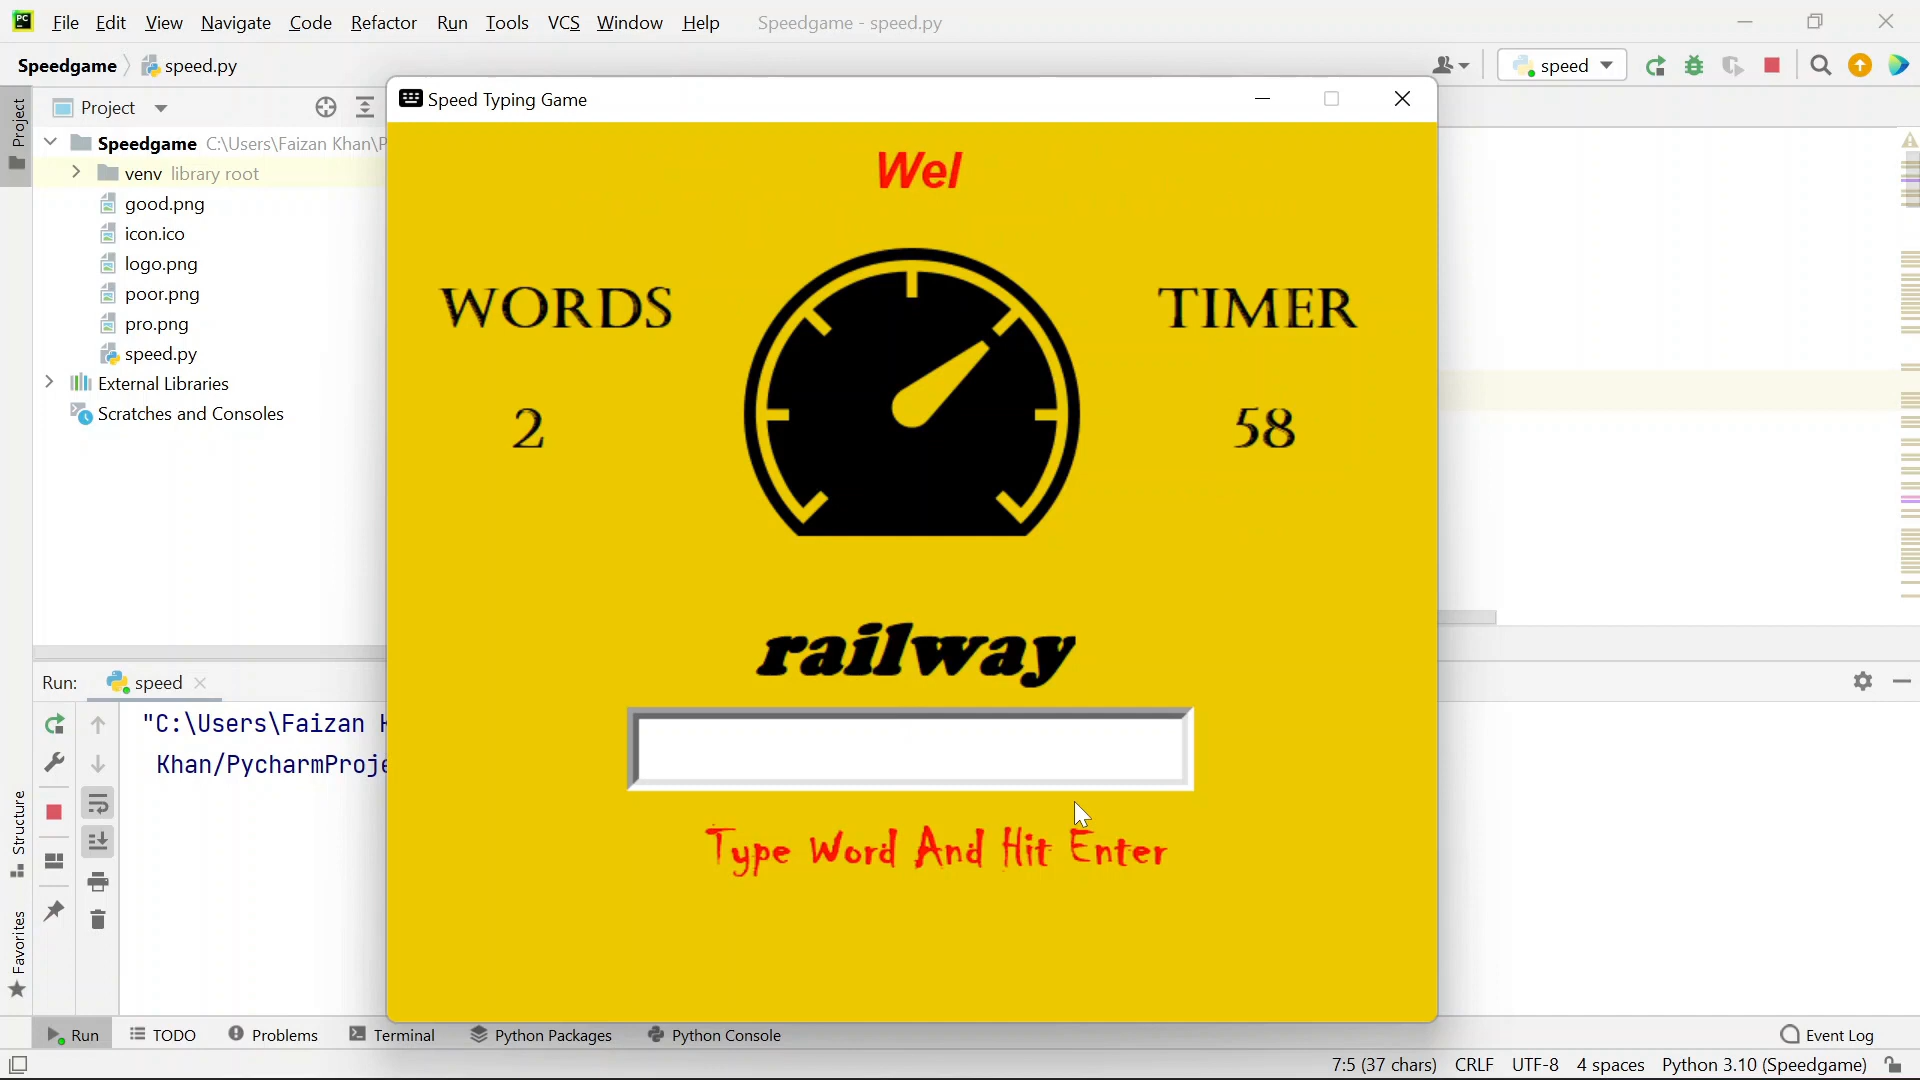 PC File Edit View Navigate Code Refactor Run Tools VCS Window Help Speedgame - speed.py
Speedgame speed.py speed
Project Project
Speed Typing Game
Speedgame C:\Users\Faizan Khan\P
venv library root
good.png
icon.ico
logo.png
poor.png
pro.png
speed.py
External Libraries
Scratches and Consoles
Wel
WORDS TIMER
2 58
railway
Type Word And Hit Enter
Run: speed
"C:\Users\Faizan K
Khan/PycharmProje
Structure
Favorites
Run TODO Problems Terminal Python Packages Python Console Event Log
7:5 (37 chars) CRLF UTF-8 4 spaces Python 3.10 (Speedgame)